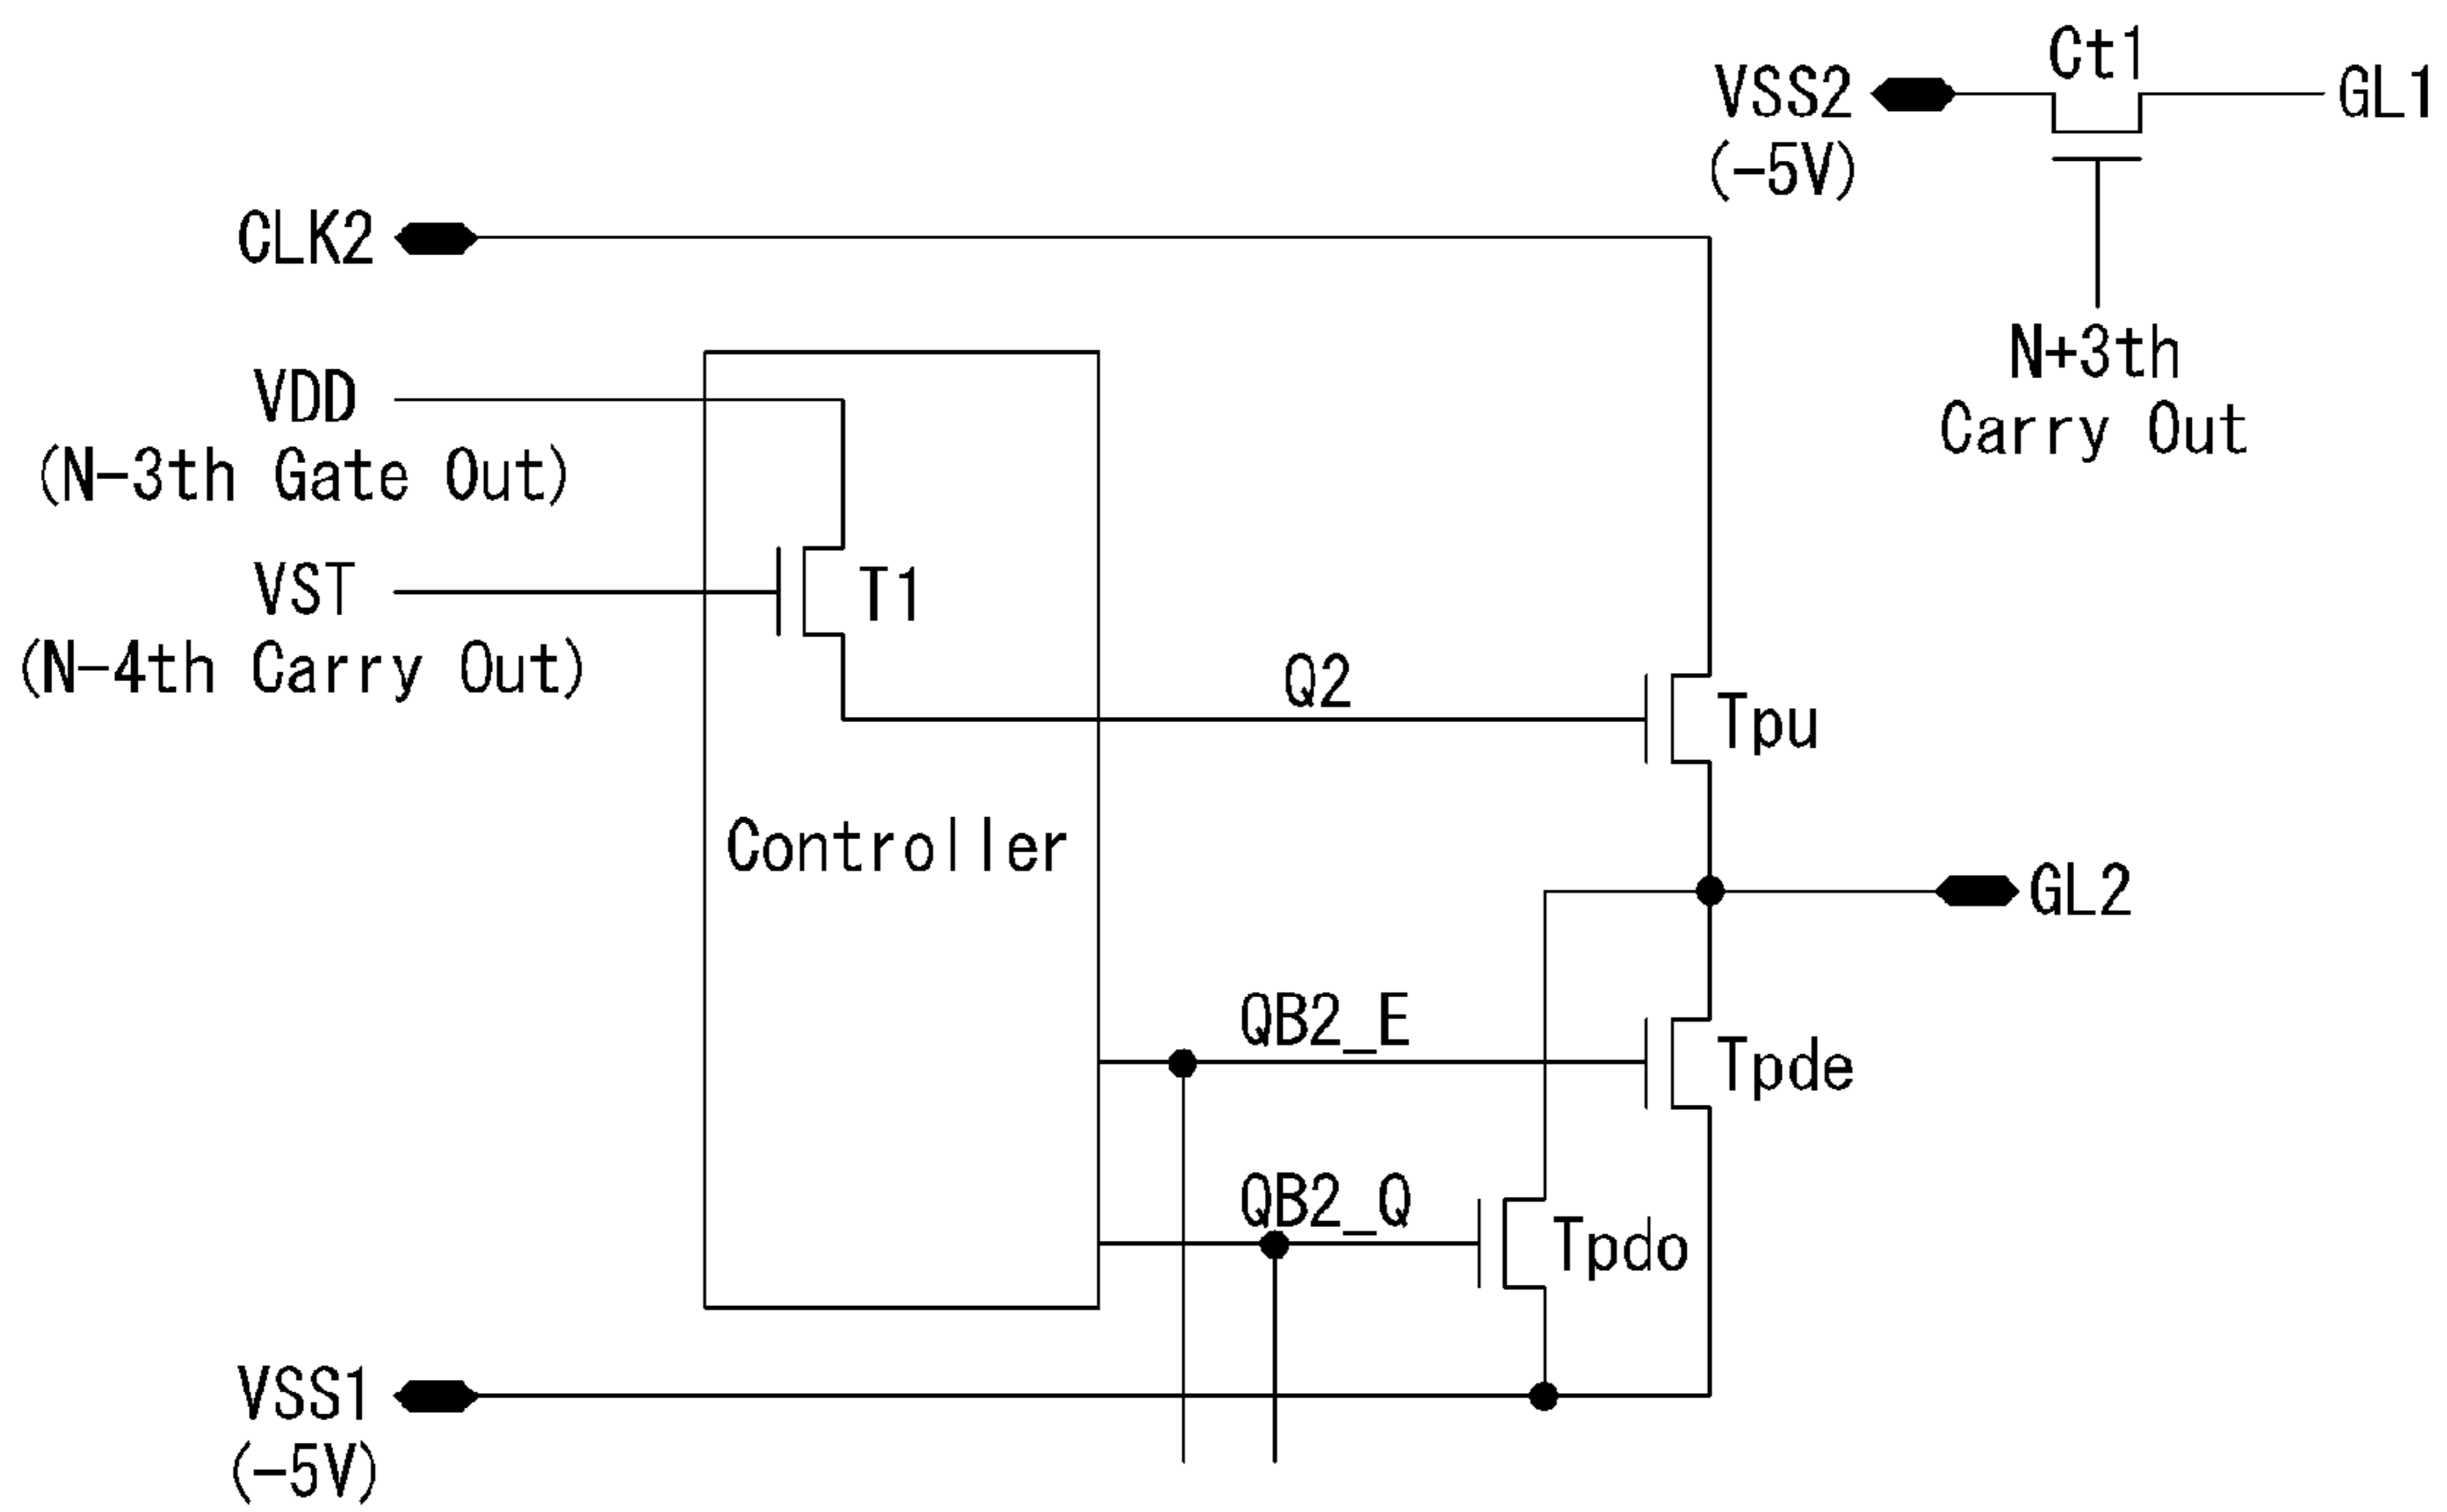 Ct1
VSS2
GL1
(-5V)
CLK2
N+3th
Carry Out
VDD
(N-3th Gate Out)
VST
T1
(N-4th Carry Out)
Q2
Tpu
Controller
GL2
QB2_E
Tpde
QB2_Q
Tpdo
VSS1
(-5V)